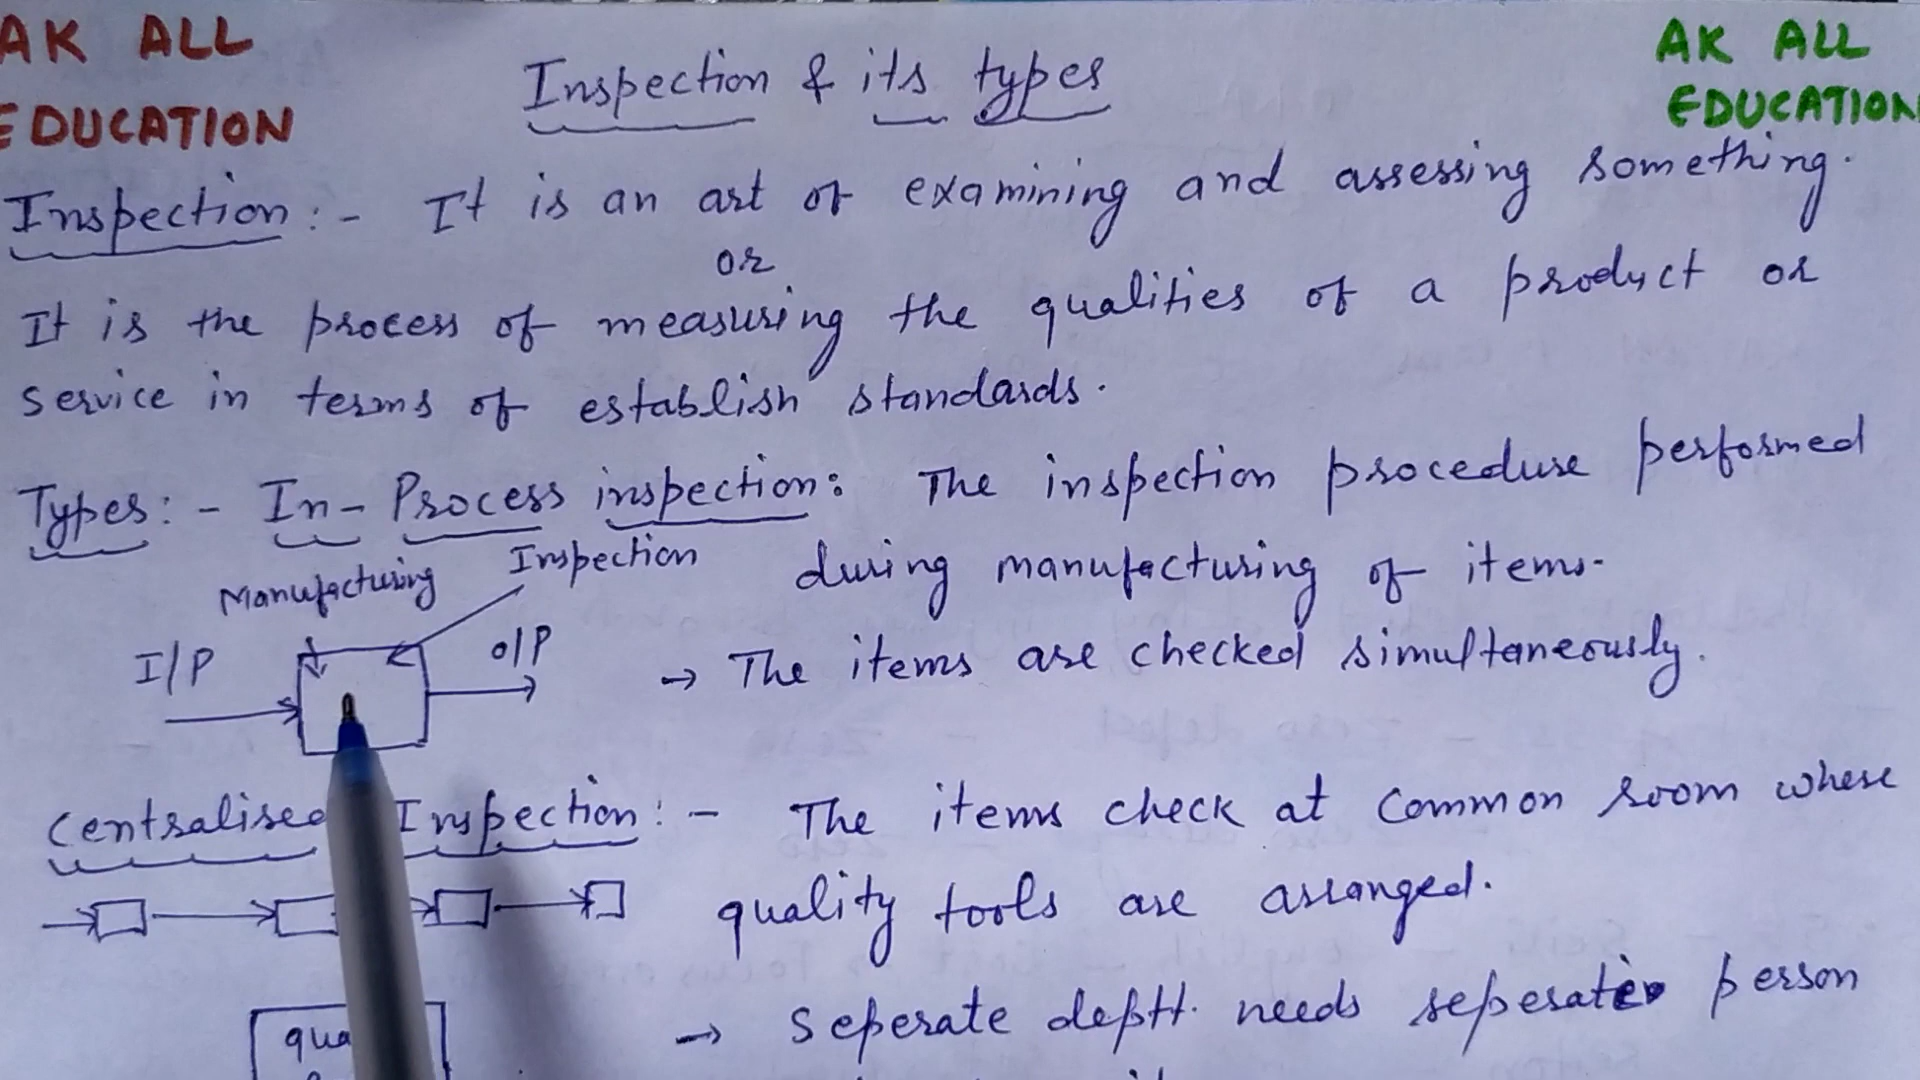 AK ALL
EDUCATION
Inspection & its types
AK ALL
EDUCATION
Inspection :- It is an art of examining and assessing something.
or
It is the process of measuring the qualities of a product or
service in terms of establish standards.
Types :- In-Process inspection: The inspection procedure performed
during manufacturing of items.
Manufacturing
Inspection
I/P
O/P
→ The items are checked simultaneously.
Centralised Inspection :- The items check at Common room where
quality tools are arranged.
→ Seperate deptt. needs seperate person